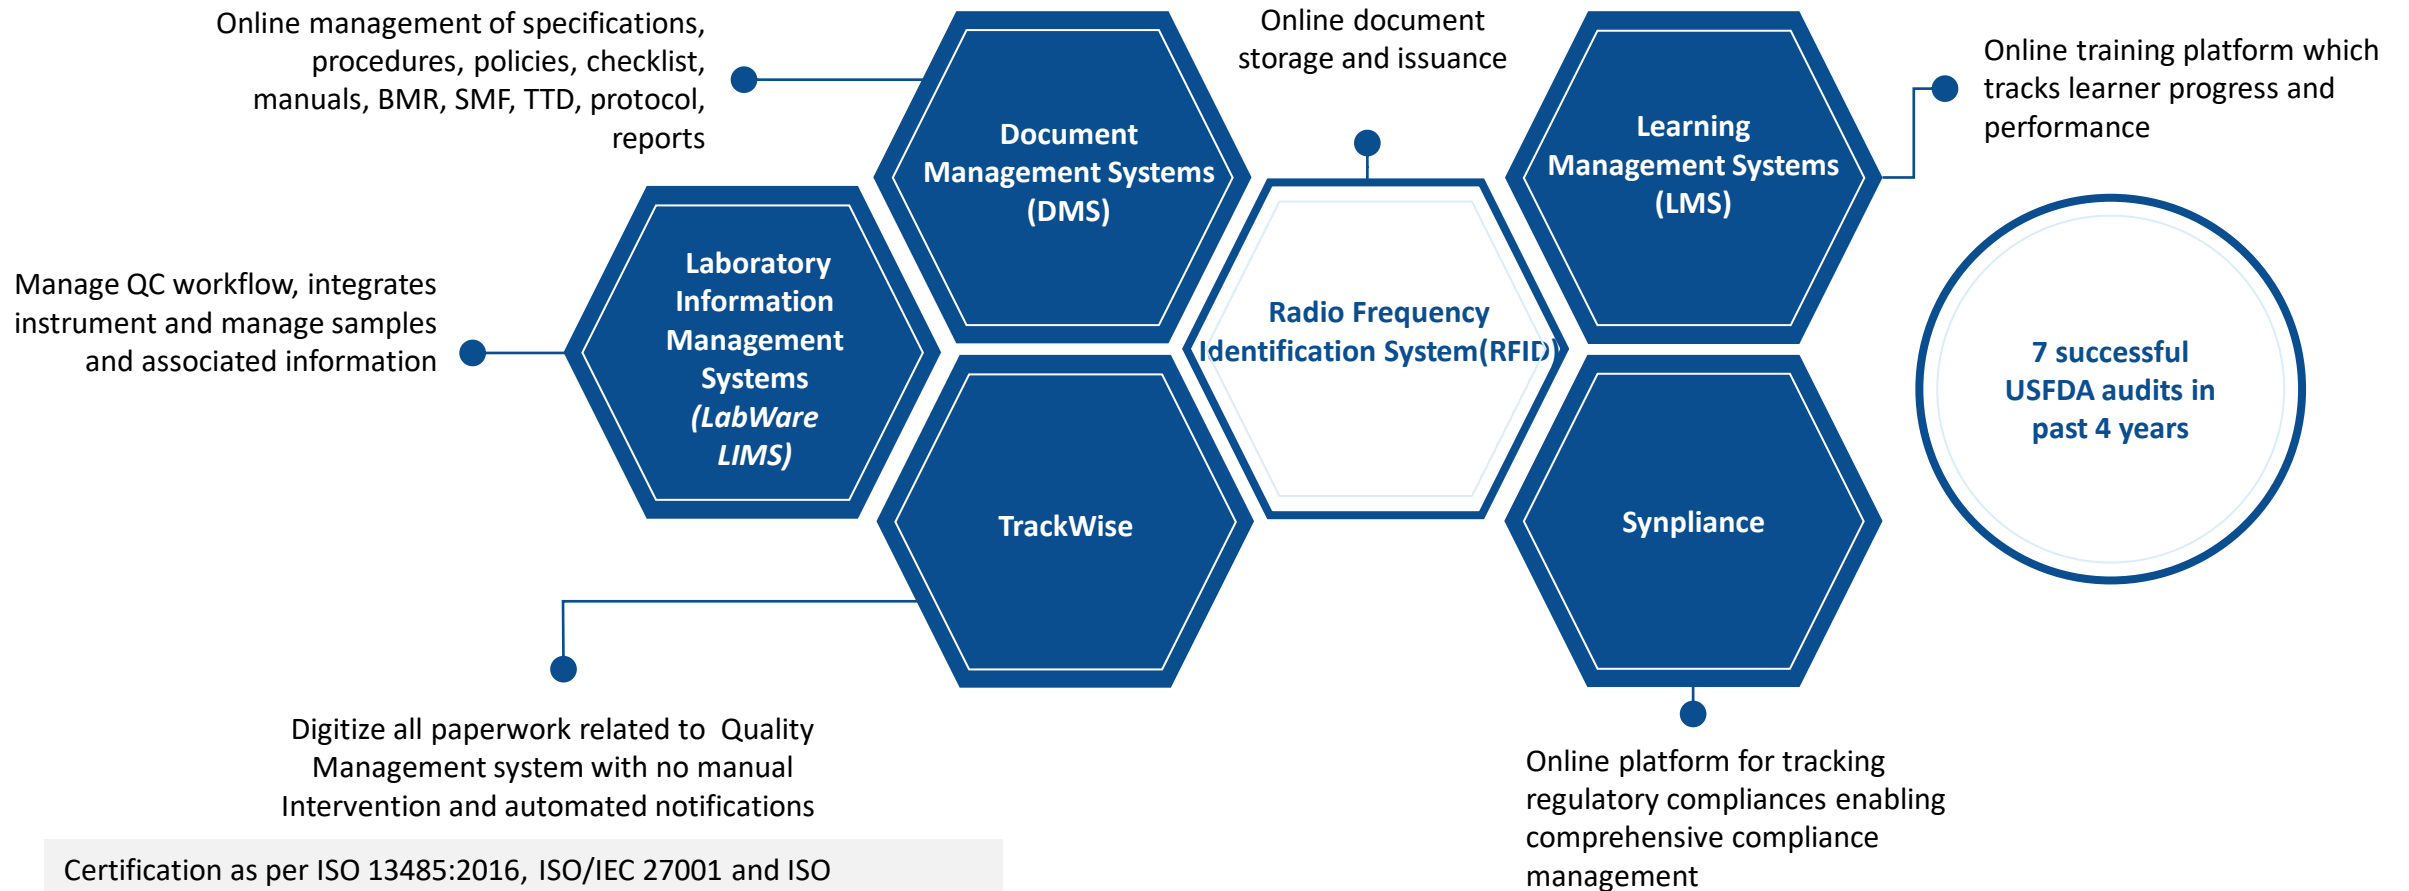 Online management of specifications,
procedures, policies, checklist,
manuals, BMR, SMF, TTD, protocol,
reports
Document
Management Systems
(DMS)
Online document
storage and issuance
Learning
Management Systems
(LMS)
Online training platform which
tracks learner progress and
performance
Manage QC workflow, integrates
instrument and manage samples
and associated information
Laboratory
Information
Management
Systems
(LabWare
LIMS)
Radio Frequency
Identification System(RFID)
7 successful
USFDA audits in
past 4 years
TrackWise
Synpliance
Digitize all paperwork related to Quality
Management system with no manual
Intervention and automated notifications
Online platform for tracking
regulatory compliances enabling
comprehensive compliance
management
Certification as per ISO 13485:2016, ISO/IEC 27001 and ISO